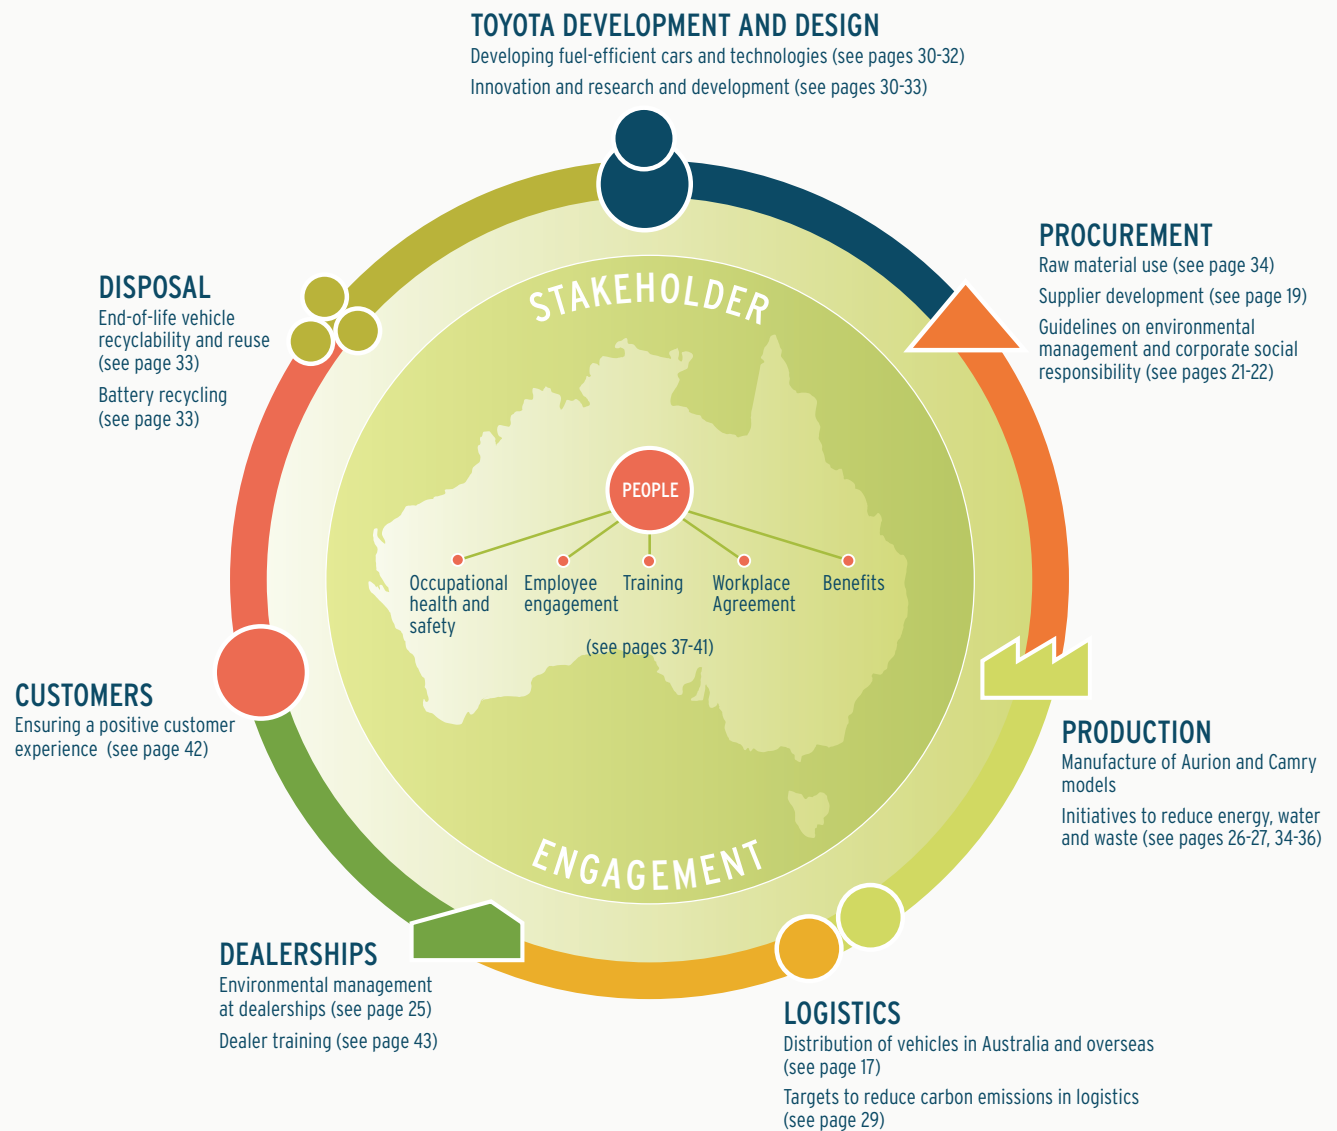 TOYOTA DEVELOPMENT AND DESIGN
Developing fuel-efficient cars and technologies (see pages 30-32)
Innovation and research and development (see pages 30-33)
PROCUREMENT
Raw material use (see page 34)
Supplier development (see page 19)
Guidelines on environmental
management and corporate social
responsibility (see pages 21-22)
DISPOSAL
End-of-life vehicle
recyclability and reuse
(see page 33)
Battery recycling
(see page 33)
STAKEHOLDER
PEOPLE
Occupational
health and
safety
Employee
engagement
Training
Workplace
Agreement
Benefits
(see pages 37-41)
ENGAGEMENT
CUSTOMERS
Ensuring a positive customer
experience (see page 42)
PRODUCTION
Manufacture of Aurion and Camry
models
Initiatives to reduce energy, water
and waste (see pages 26-27, 34-36)
DEALERSHIPS
Environmental management
at dealerships (see page 25)
Dealer training (see page 43)
LOGISTICS
Distribution of vehicles in Australia and overseas
(see page 17)
Targets to reduce carbon emissions in logistics
(see page 29)